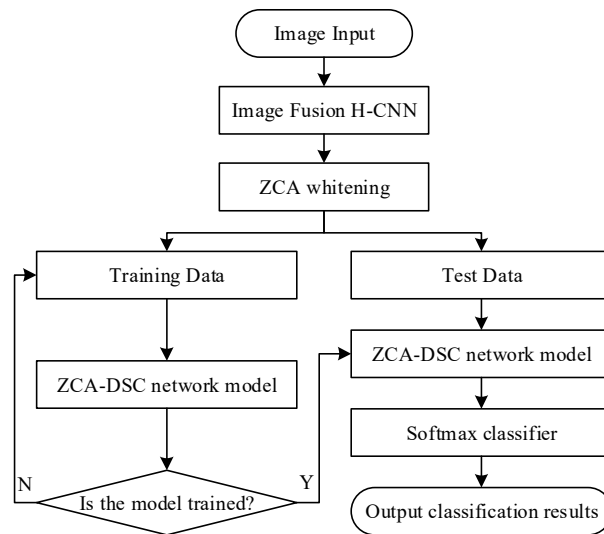 Image Input
Image Fusion H-CNN
ZCA whitening
Training Data
Test Data
ZCA-DSC network model
ZCA-DSC network model
Softmax classifier
N
Y
Is the model trained?
Output classification results